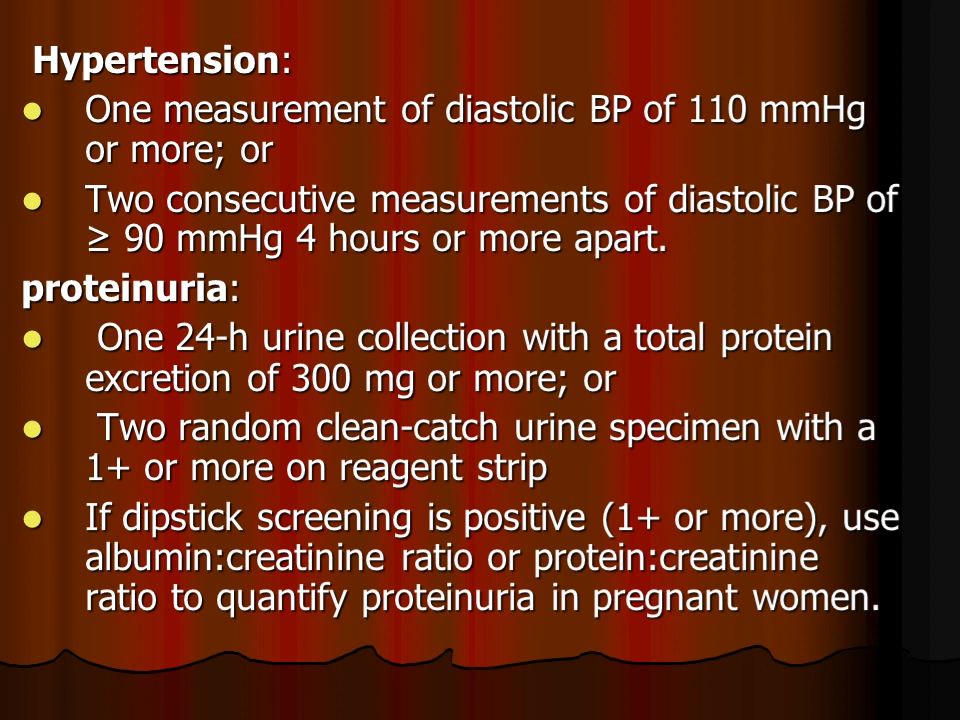 Hypertension:
● One measurement of diastolic BP of 110 mmHg
or more; or
● Two consecutive measurements of diastolic BP of
≥ 90 mmHg 4 hours or more apart.
proteinuria:
● One 24-h urine collection with a total protein
excretion of 300 mg or more; or
● Two random clean-catch urine specimen with a
1+ or more on reagent strip
● If dipstick screening is positive (1+ or more), use
albumin:creatinine ratio or protein:creatinine
ratio to quantify proteinuria in pregnant women.